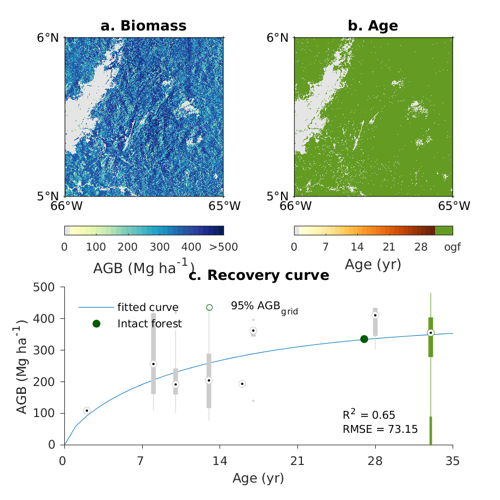 a. Biomass
b. Age
6°N
5°N
66°W 65°W
6°N
5°N
66°W 65°W
0 100 200 300 400 >500
AGB (Mg ha-1)
0 7 14 21 28 ogf
Age (yr)
c. Recovery curve
500
400
300
200
100
0
AGB (Mg ha-1)
fitted curve
Intact forest
95% AGBgrid
R2 = 0.65
RMSE = 73.15
0 7 14 21 28 35
Age (yr)